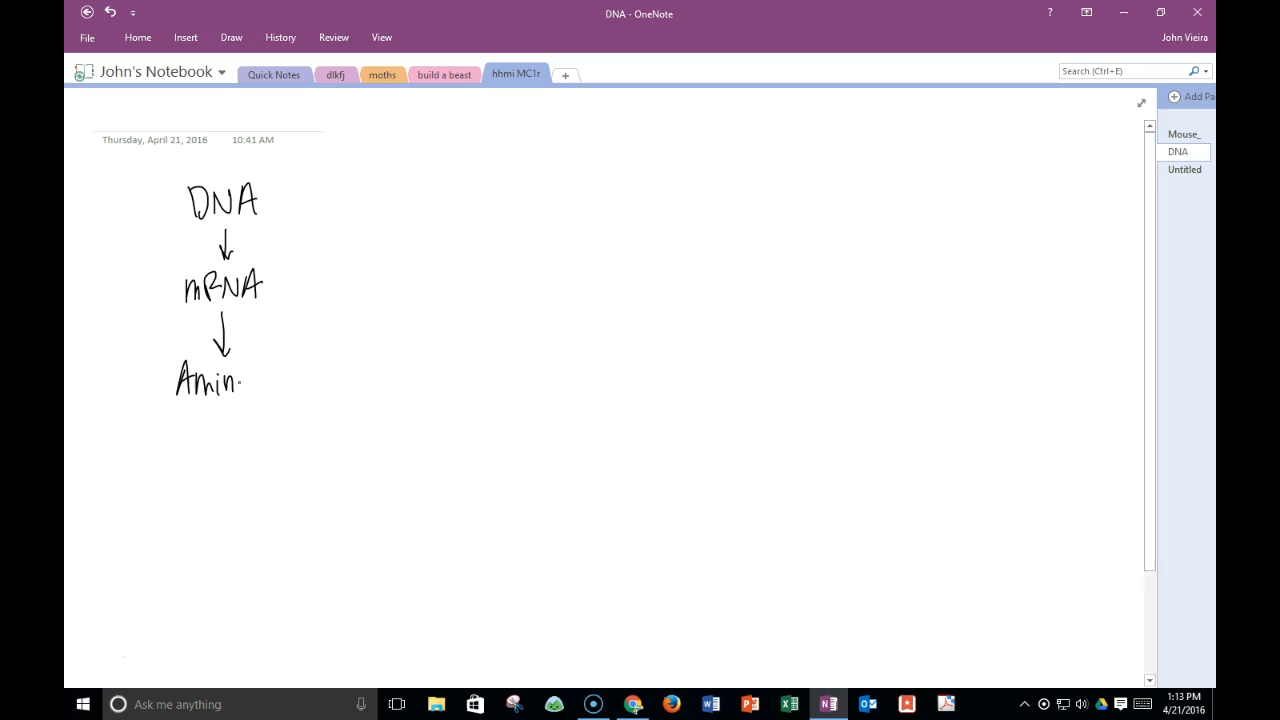 DNA - OneNote
?
File Home Insert Draw History Review View John Vieira
John's Notebook Quick Notes dlkfj moths build a beast hhmi MC1r + Search (Ctrl+E)
Add Pa
Thursday, April 21, 2016 10:41 AM
Mouse_
DNA
Untitled
DNA
mRNA
Amin
Ask me anything
1:13 PM
4/21/2016